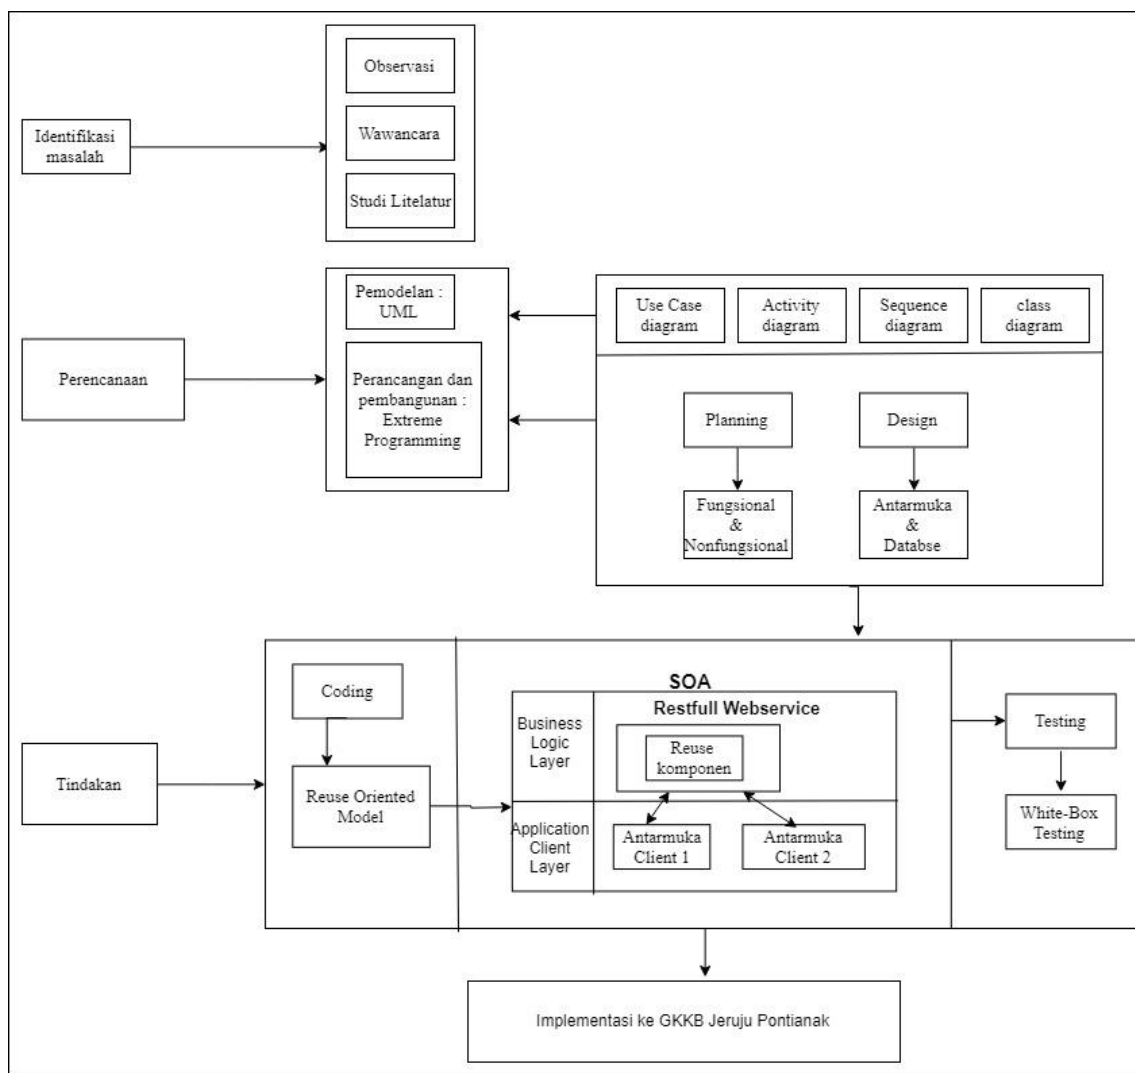 Observasi
Identifikasi
masalah
Wawancara
Studi Litelatur
Perencanaan
Pemodelan :
UML
Perancangan dan
pembangunan :
Extreme
Programming
Use Case
diagram
Activity
diagram
Sequence
diagram
class
diagram
Planning
Design
Fungsional
&
Nonfungsional
Antarmuka
&
Databse
Tindakan
Coding
Reuse Oriented
Model
SOA
Restfull Webservice
Business
Logic
Layer
Reuse
komponen
Application
Client
Layer
Antarmuka
Client 1
Antarmuka
Client 2
Testing
White-Box
Testing
Implementasi ke GKKB Jeruju Pontianak